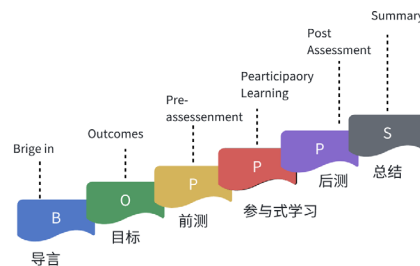 Brige in
B
导言
Outcomes
O
目标
Pre-
assessenment
P
前测
Pearticipaory
Learning
P
参与式学习
Post
Assessment
P
后测
Summary
S
总结